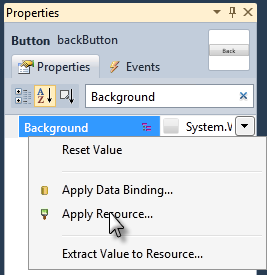 Properties
Button backButton
Back
Properties Events
Background
Background System.W
Reset Value
Apply Data Binding...
Apply Resource...
Extract Value to Resource...